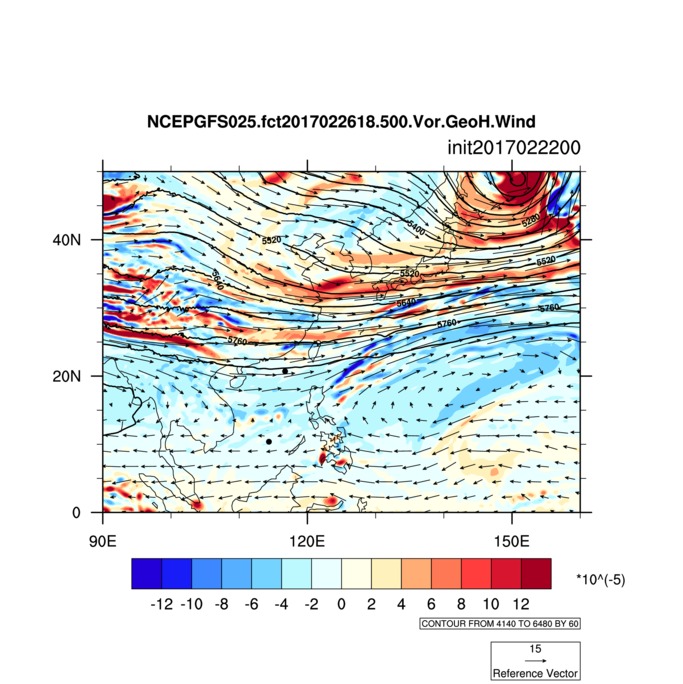 NCEPGFS025.fct2017022618.500.Vor.GeoH.Wind
init2017022200
40N
20N
0
5520
5400
5280
5640
5520
5520
5640
5760
5760
5760
90E 120E 150E
-12 -10 -8 -6 -4 -2 0 2 4 6 8 10 12
*10^(-5)
CONTOUR FROM 4140 TO 6480 BY 60
15
Reference Vector